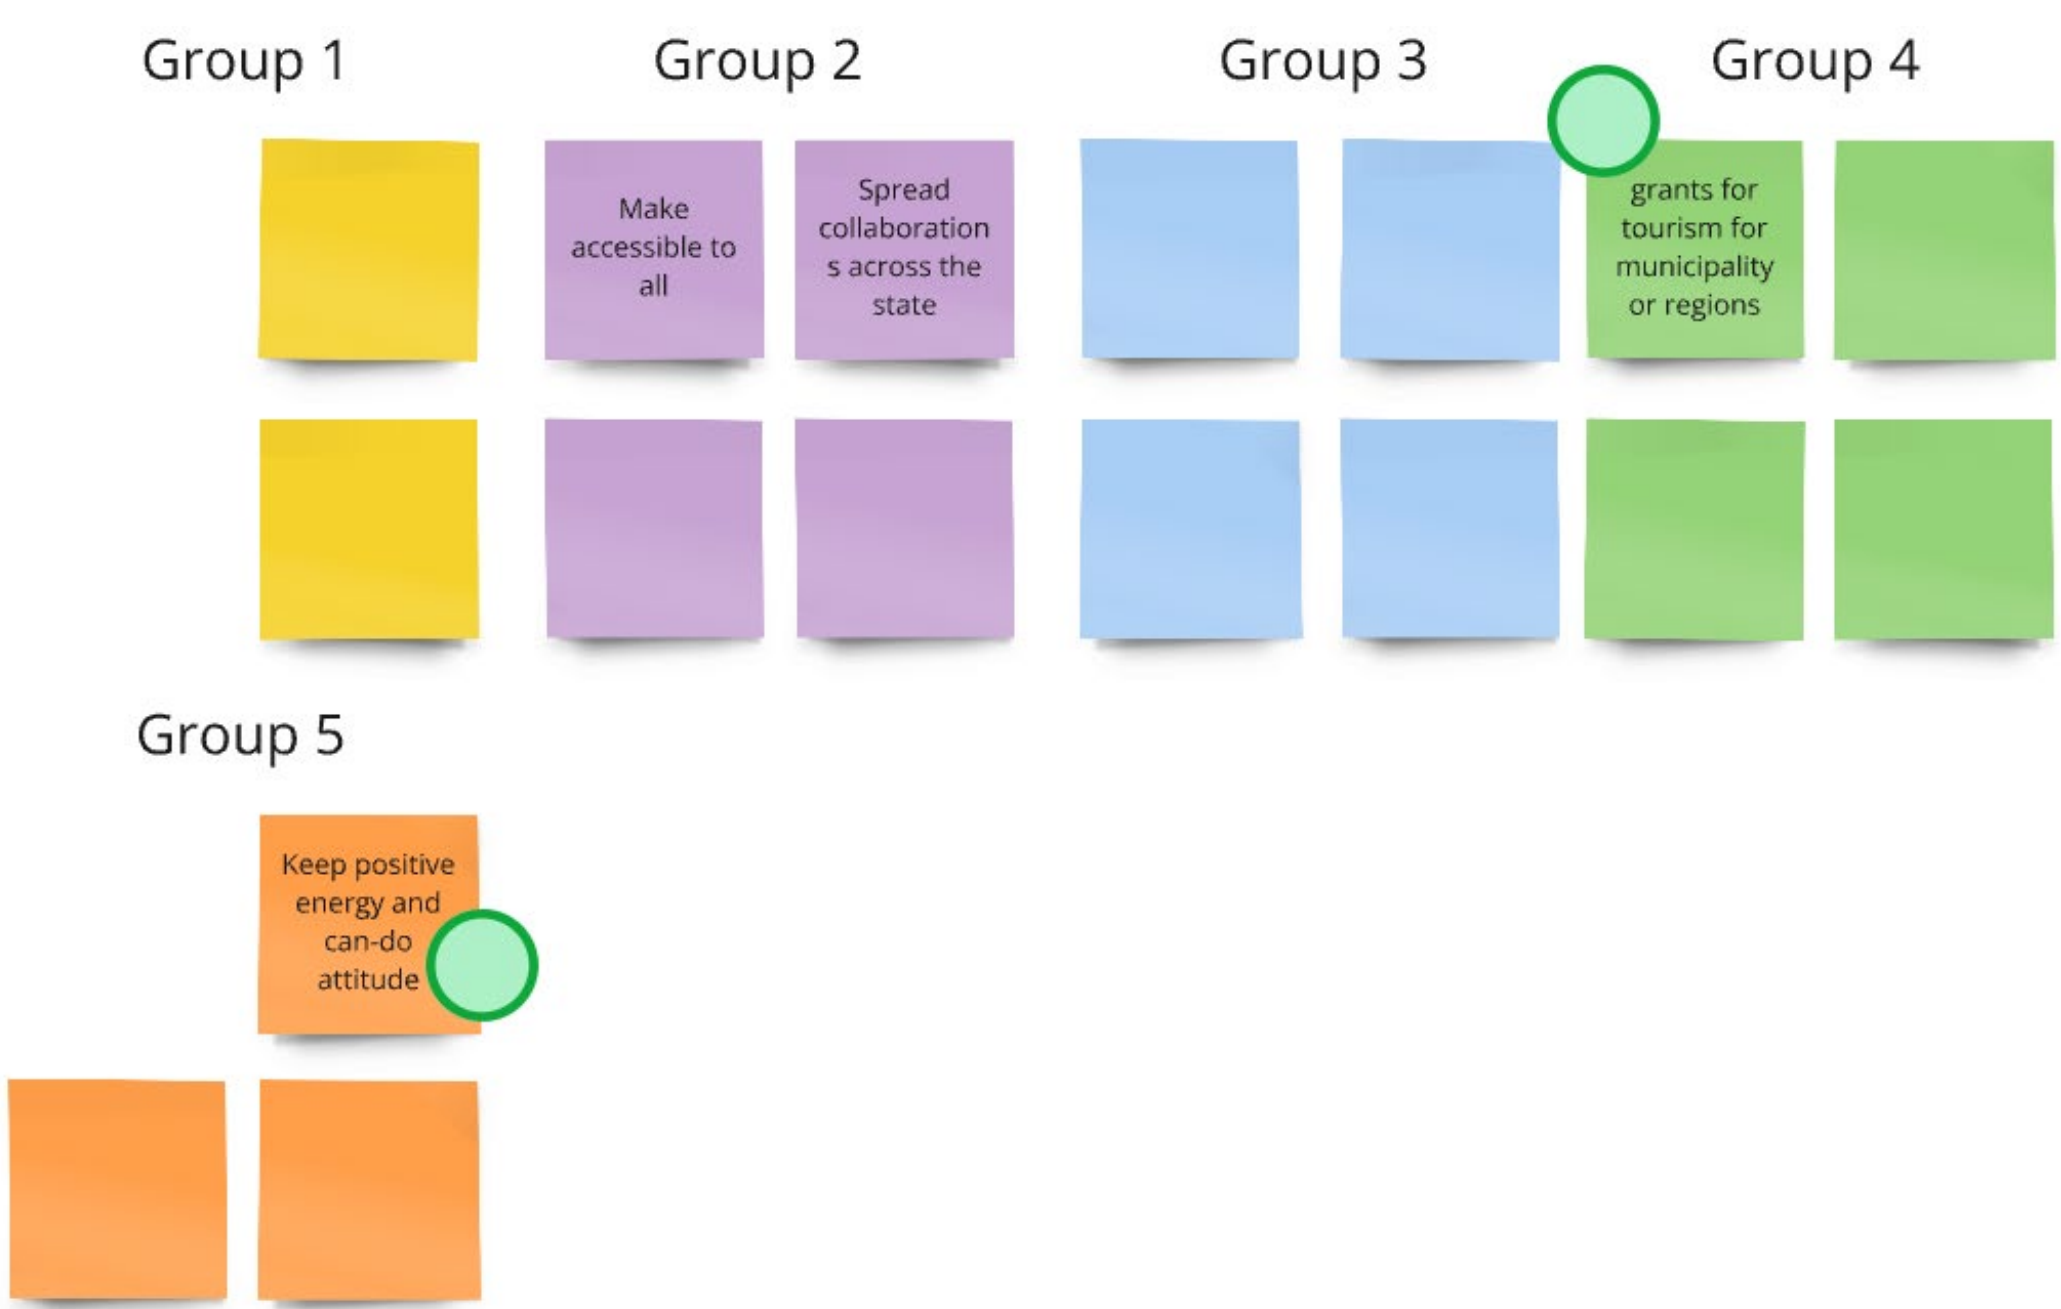 Group 1
Group 2
Group 3
Group 4
Make
accessible to
all
Spread
collaboration
s across the
state
grants for
tourism for
municipality
or regions
Group 5
Keep positive
energy and
can-do
attitude